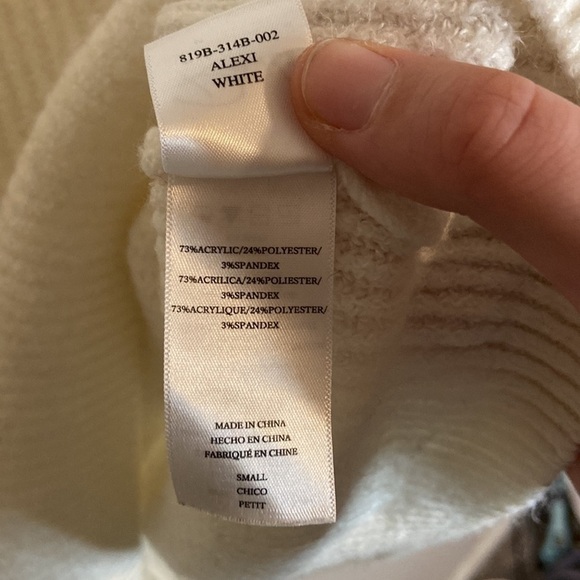 819B-314B-002
ALEXI
WHITE
73%ACRYLIC/24%POLYESTER/
3%SPANDEX
73%ACRILICA/24%POLIESTER/
3%SPANDEX
73%ACRYLIQUE/24%POLYESTER/
3%SPANDEX
MADE IN CHINA
HECHO EN CHINA
FABRIQUÉ EN CHINE
SMALL
CHICO
PETIT